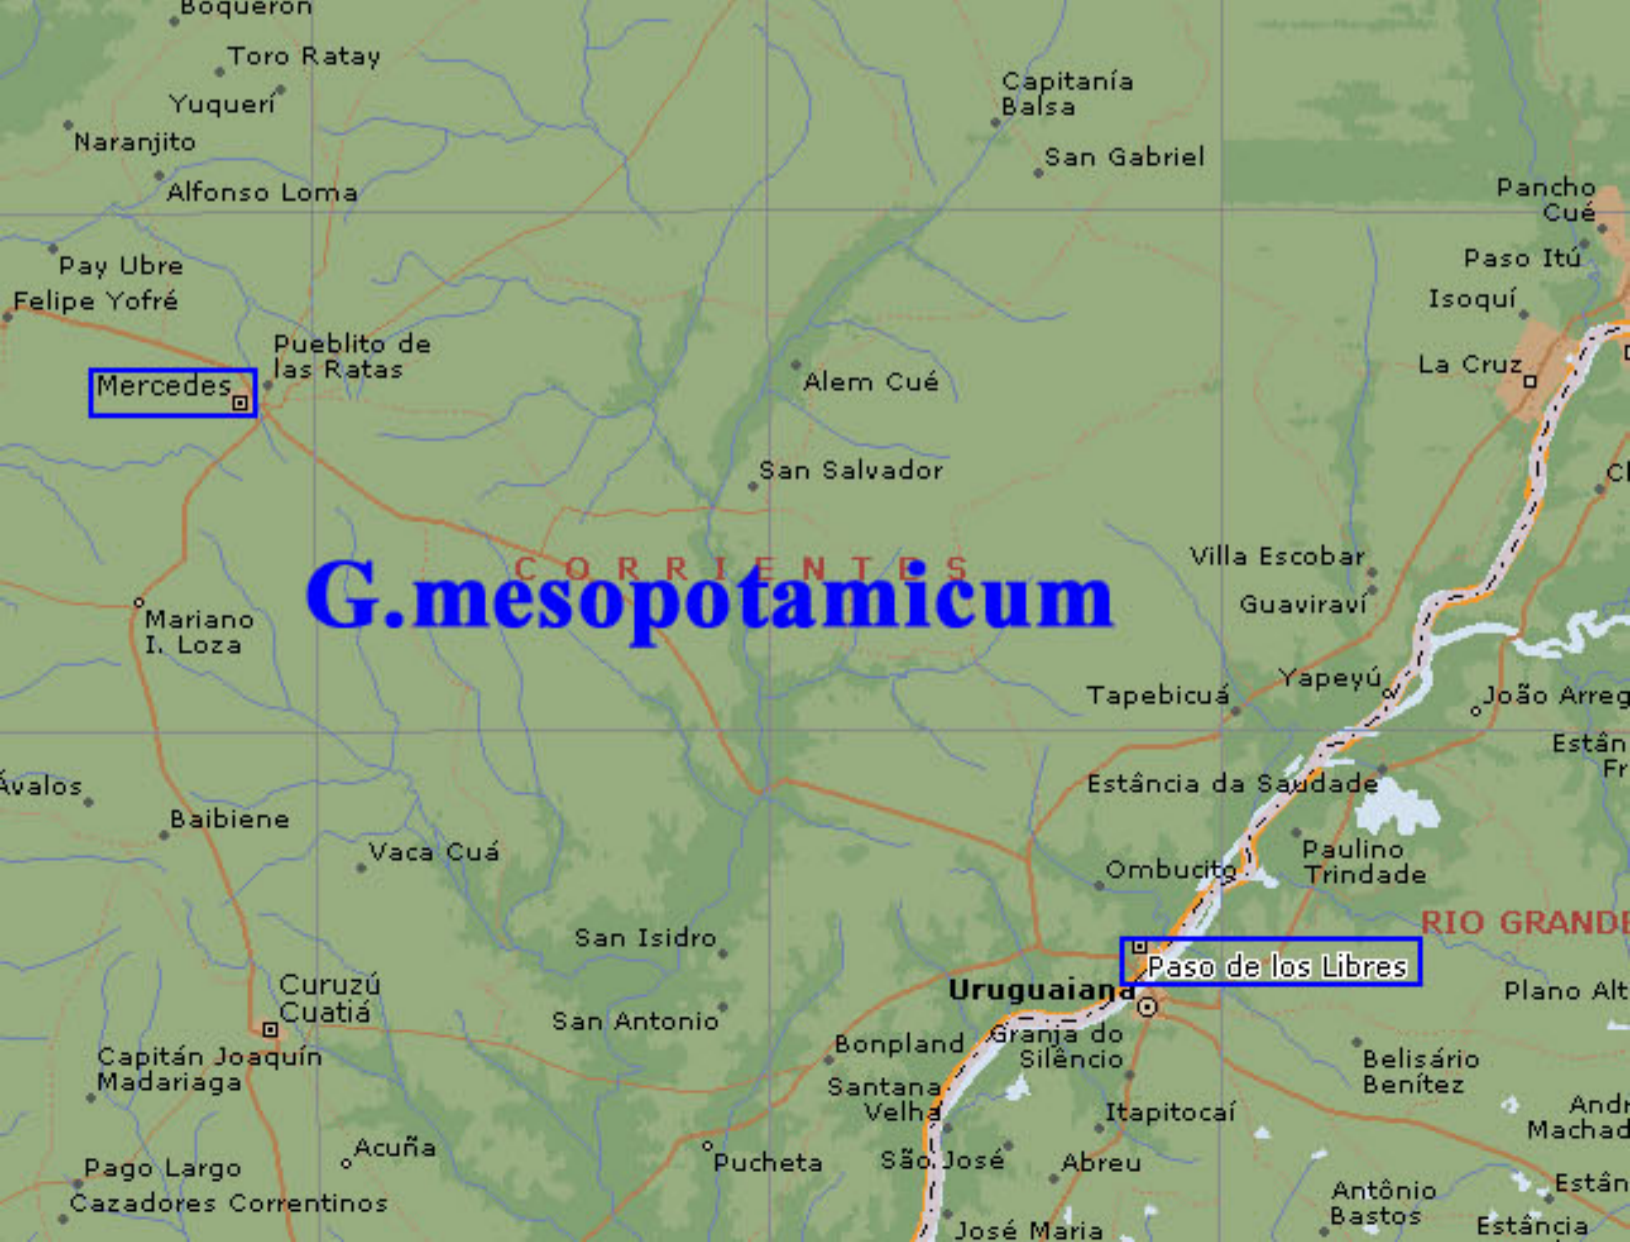 Boquerón
Toro Ratay
Yuquerí
Naranjito
Alfonso Loma
Capitanía
Balsa
San Gabriel
Pancho
Cué
Paso Itú
Isoquí
La Cruz
Pay Ubre
Felipe Yofré
Pueblito de
las Ratas
Mercedes
Alem Cué
San Salvador
CORRIENTES
G.mesopotamicum
Villa Escobar
Guaviraví
Mariano
I. Loza
Yapeyú
Tapebicuá
João Arreg
Estân
Fr
Estância da Saudade
Ávalos
Baibiene
Vaca Cuá
Paulino
Trindade
Ombucito
RIO GRANDE
San Isidro
Paso de los Libres
Uruguaiana
Plano Alt
Curuzú
Cuatiá
San Antonio
Bonpland
Granja do
Silêncio
Capitán Joaquín
Madariaga
Belisário
Benítez
Santana
Velha
Itapitocaí
Andr
Machad
Acuña
Pucheta
São José
Abreu
Pago Largo
Cazadores Correntinos
Antônio
Bastos
Estân
José Maria
Estância